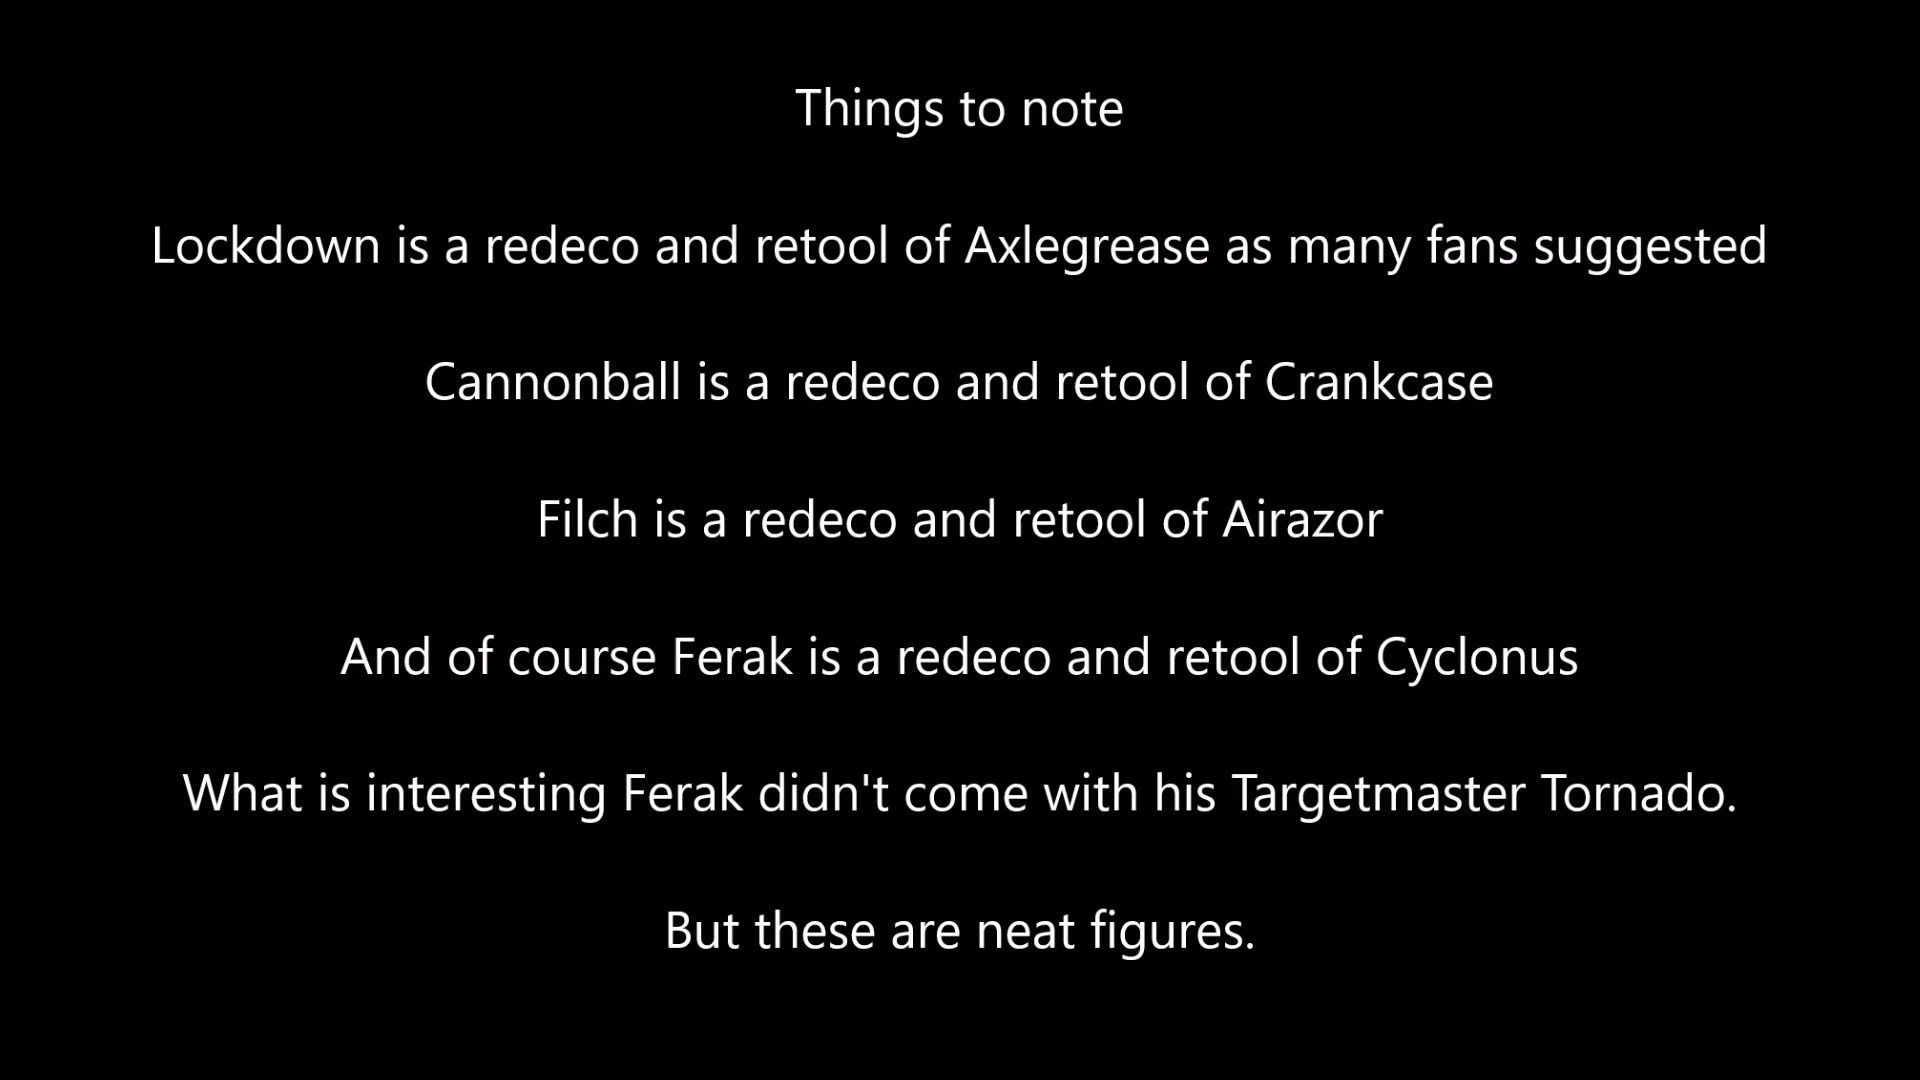 Things to note
Lockdown is a redeco and retool of Axlegrease as many fans suggested
Cannonball is a redeco and retool of Crankcase
Filch is a redeco and retool of Airazor
And of course Ferak is a redeco and retool of Cyclonus
What is interesting Ferak didn't come with his Targetmaster Tornado.
But these are neat figures.